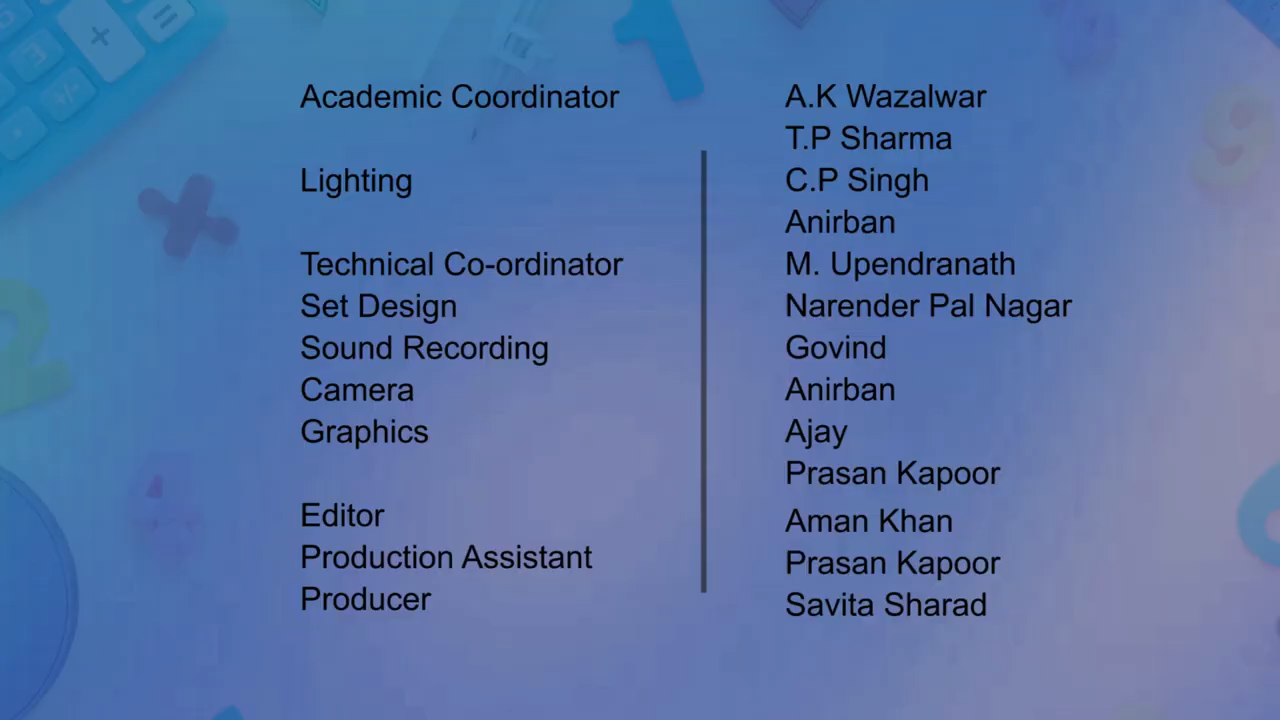 Academic Coordinator A.K Wazalwar
T.P Sharma
Lighting C.P Singh
Anirban
Technical Co-ordinator M. Upendranath
Set Design Narender Pal Nagar
Sound Recording Govind
Camera Anirban
Graphics Ajay
Prasan Kapoor
Editor Aman Khan
Production Assistant Prasan Kapoor
Producer Savita Sharad